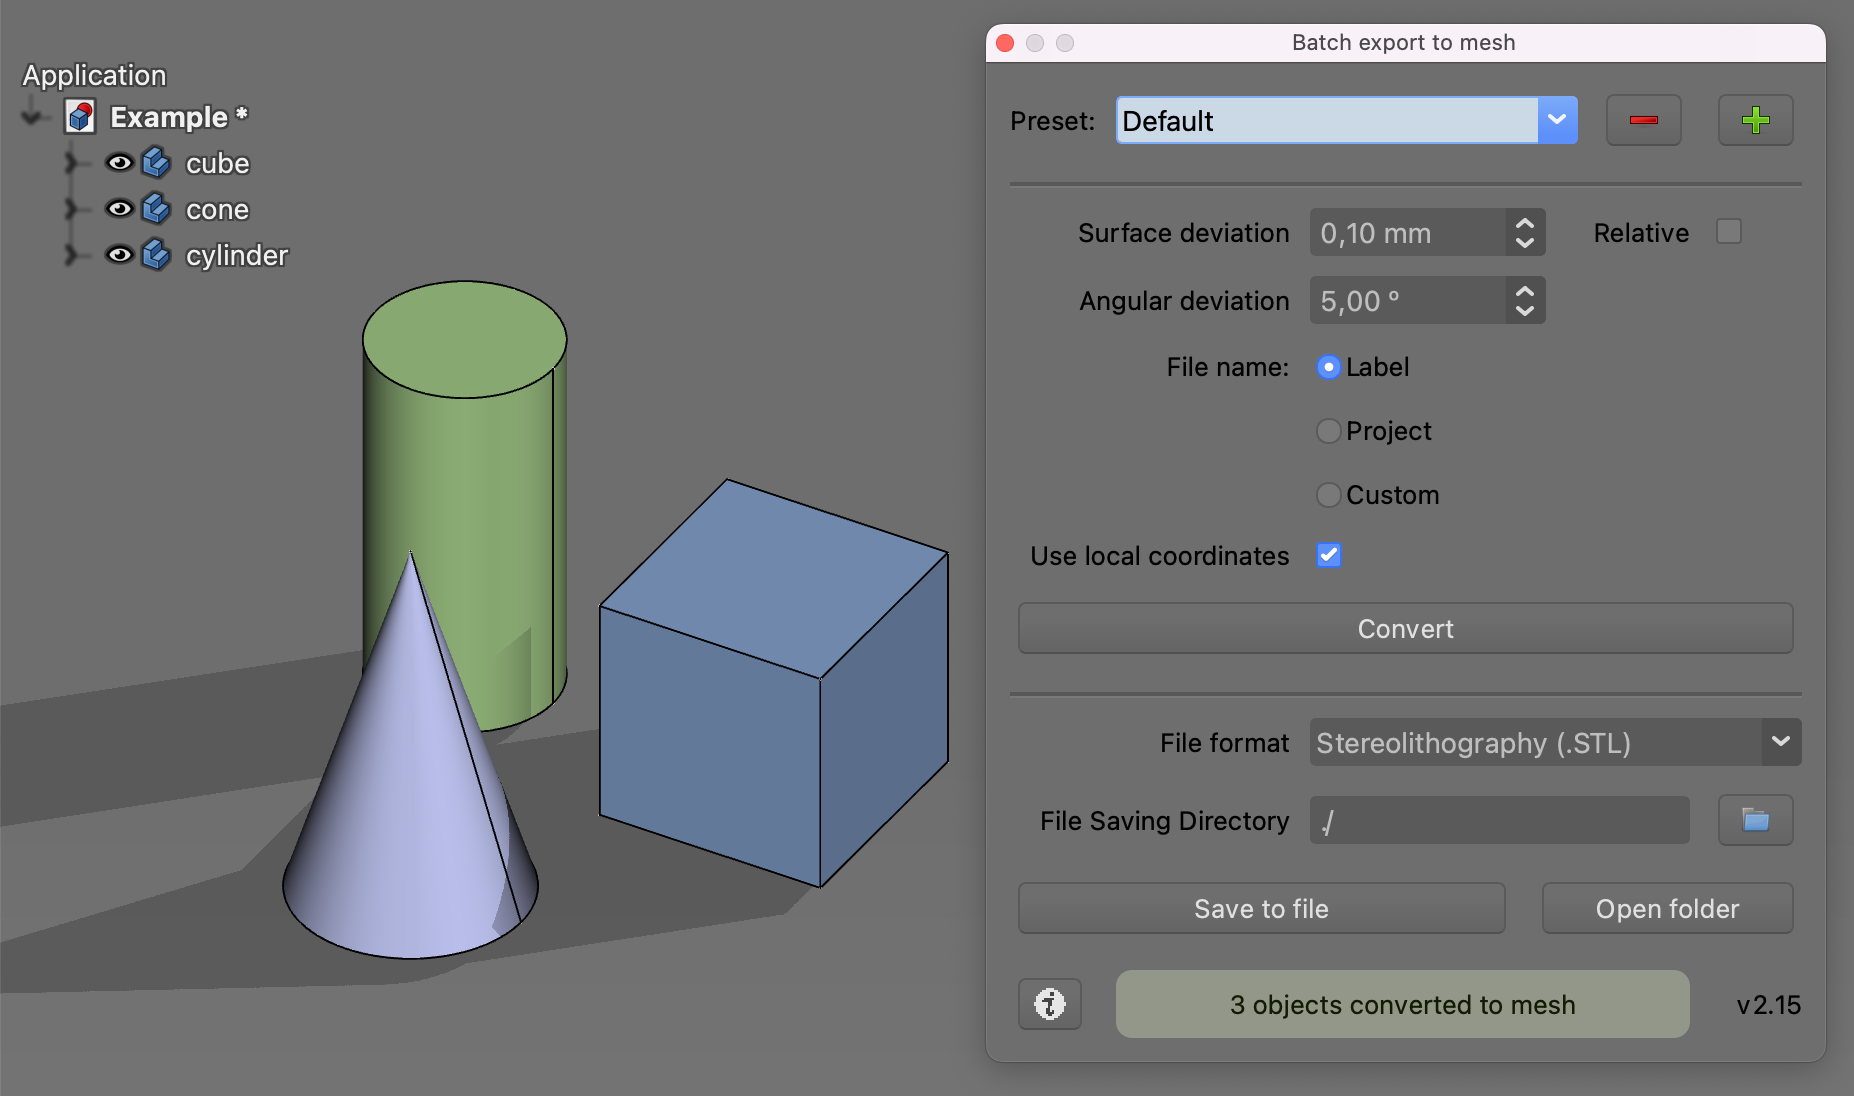 Application
Example *
cube
cone
cylinder
Batch export to mesh
Preset: Default
Surface deviation 0,10 mm Relative
Angular deviation 5,00 °
File name: Label
Project
Custom
Use local coordinates
Convert
File format Stereolithography (.STL)
File Saving Directory ./
Save to file Open folder
3 objects converted to mesh v2.15